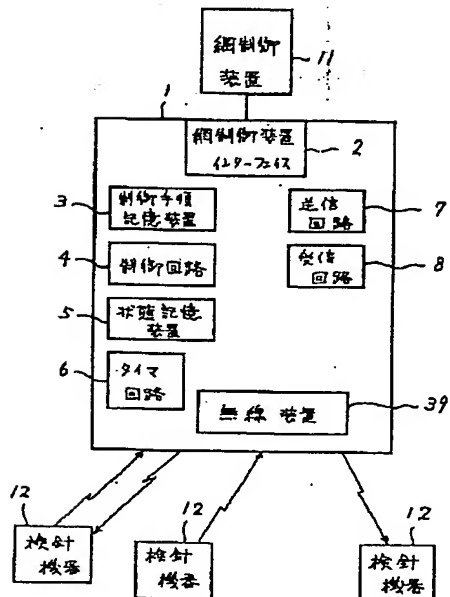 網制御
装置
11
1
網制御装置
インターフェイス
2
3
制御手順
記憶装置
送信
回路
7
4
制御回路
受信
回路
8
5
状態記憶
装置
6
タイマ
回路
無線装置
39
12
検針
機器
12
検針
機器
12
検針
機器